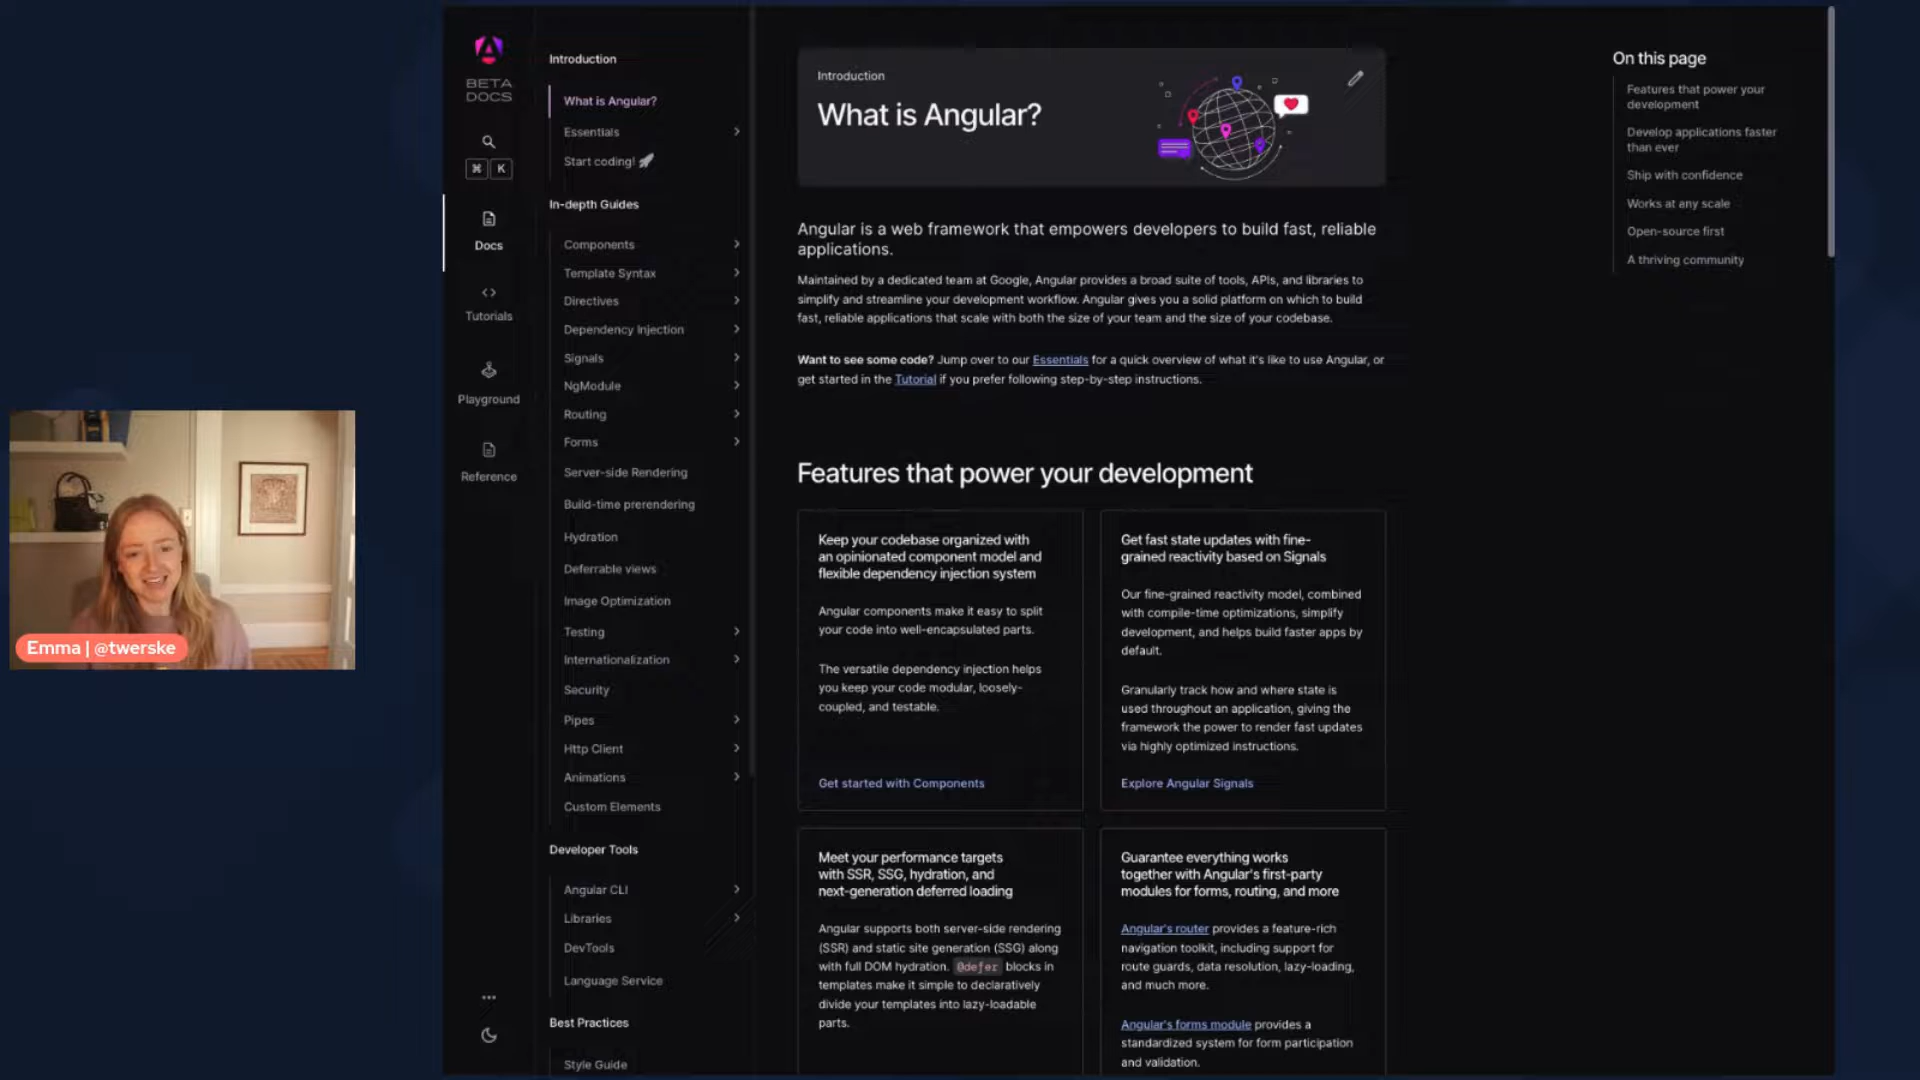 BETA
DOCS
⌘ K
Docs
Tutorials
Playground
Reference
Introduction
What is Angular?
Essentials
Start coding! 🚀
In-depth Guides
Components
Template Syntax
Directives
Dependency Injection
Signals
NgModule
Routing
Forms
Server-side Rendering
Build-time prerendering
Hydration
Deferrable views
Image Optimization
Testing
Internationalization
Security
Pipes
Http Client
Animations
Custom Elements
Developer Tools
Angular CLI
Libraries
DevTools
Language Service
Best Practices
Style Guide
Introduction
What is Angular?
Angular is a web framework that empowers developers to build fast, reliable
applications.
Maintained by a dedicated team at Google, Angular provides a broad suite of tools, APIs, and libraries to
simplify and streamline your development workflow. Angular gives you a solid platform on which to build
fast, reliable applications that scale with both the size of your team and the size of your codebase.
Want to see some code? Jump over to our Essentials for a quick overview of what it's like to use Angular, or
get started in the Tutorial if you prefer following step-by-step instructions.
Features that power your development
Keep your codebase organized with
an opinionated component model and
flexible dependency injection system
Angular components make it easy to split
your code into well-encapsulated parts.
The versatile dependency injection helps
you keep your code modular, loosely-
coupled, and testable.
Get started with Components
Get fast state updates with fine-
grained reactivity based on Signals
Our fine-grained reactivity model, combined
with compile-time optimizations, simplify
development, and helps build faster apps by
default.
Granularly track how and where state is
used throughout an application, giving the
framework the power to render fast updates
via highly optimized instructions.
Explore Angular Signals
Meet your performance targets
with SSR, SSG, hydration, and
next-generation deferred loading
Angular supports both server-side rendering
(SSR) and static site generation (SSG) along
with full DOM hydration. @defer blocks in
templates make it simple to declaratively
divide your templates into lazy-loadable
parts.
Guarantee everything works
together with Angular's first-party
modules for forms, routing, and more
Angular's router provides a feature-rich
navigation toolkit, including support for
route guards, data resolution, lazy-loading,
and much more.
Angular's forms module provides a
standardized system for form participation
and validation.
On this page
Features that power your
development
Develop applications faster
than ever
Ship with confidence
Works at any scale
Open-source first
A thriving community
Emma | @twerske